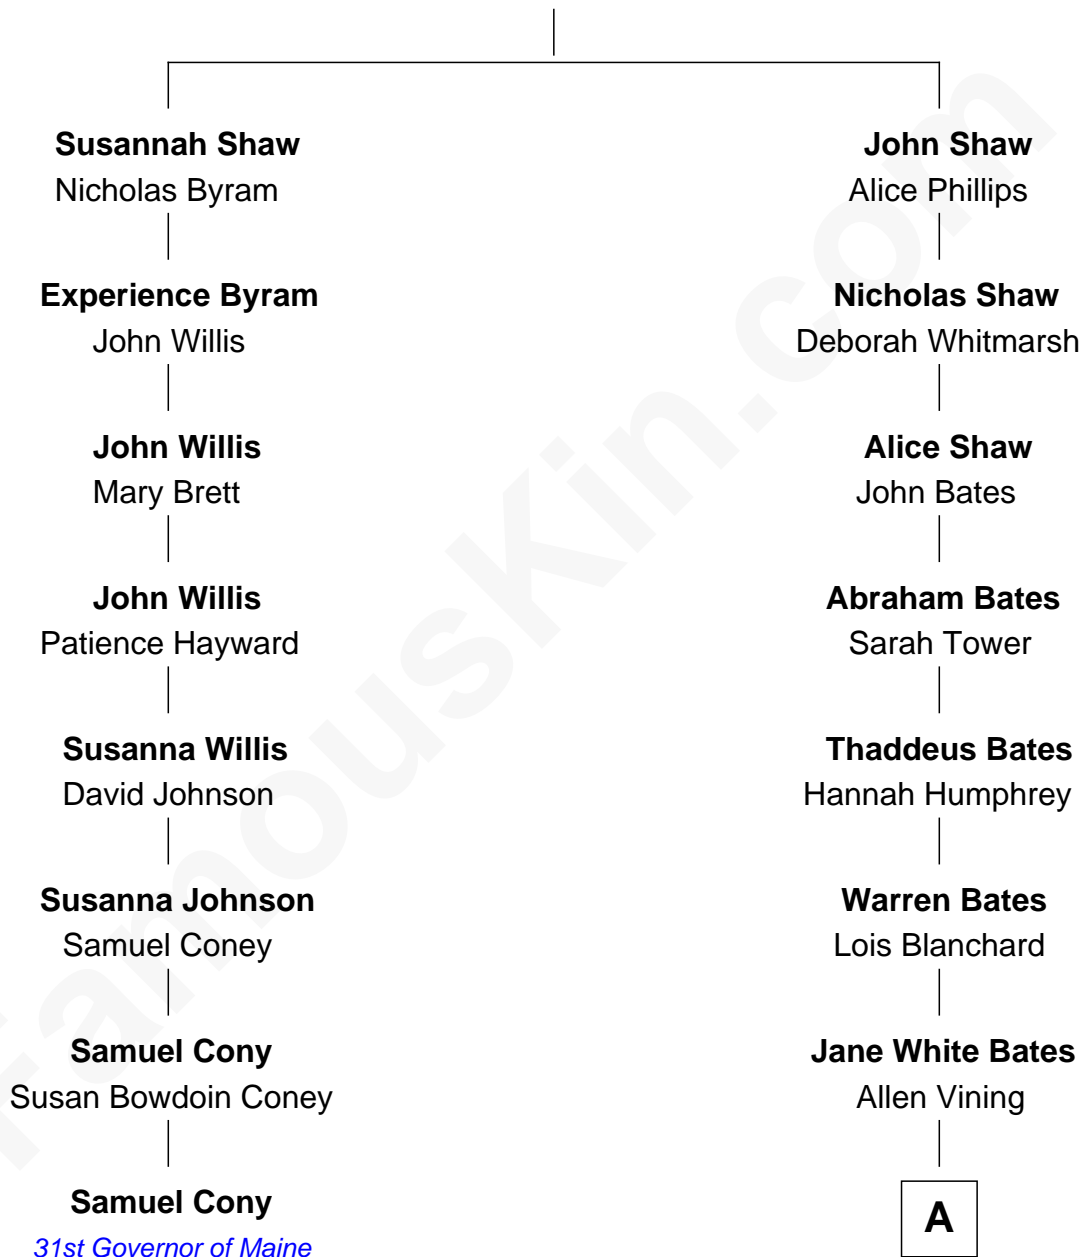 Susannah Shaw
Nicholas Byram
John Shaw
Alice Phillips
Experience Byram
John Willis
Nicholas Shaw
Deborah Whitmarsh
John Willis
Mary Brett
Alice Shaw
John Bates
John Willis
Patience Hayward
Abraham Bates
Sarah Tower
Susanna Willis
David Johnson
Thaddeus Bates
Hannah Humphrey
Susanna Johnson
Samuel Coney
Warren Bates
Lois Blanchard
Samuel Cony
Susan Bowdoin Coney
Jane White Bates
Allen Vining
Samuel Cony
31st Governor of Maine
A
FamousKin.com